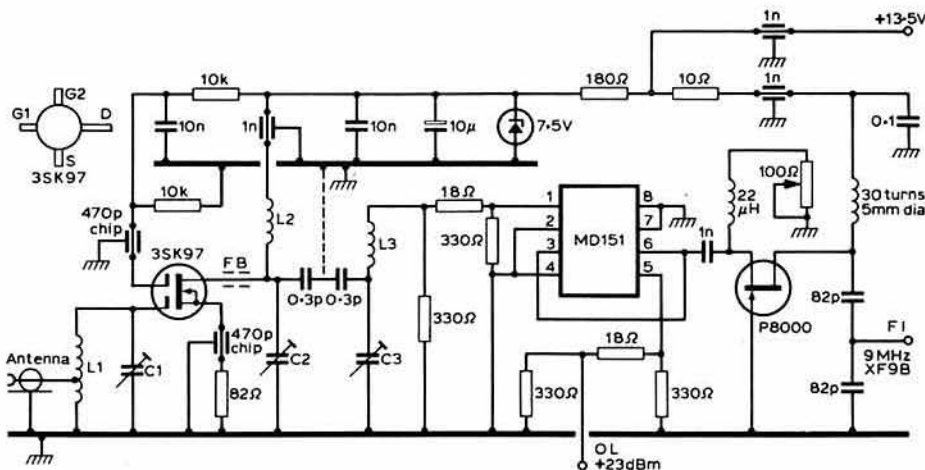 1n
+13·5V
G2
G1
D
S
3SK97
10k
180Ω
10Ω
1n
10n
1n
10n
10μ
7·5V
0·1
10k
470p
chip
L2
18Ω
22
μH
100Ω
30 turns
5mm dia
330Ω
L3
1
2
3
4
MD151
8
7
6
5
1n
3SK97
FB
0·3p
0·3p
P8000
82p
FI
9 MHz
XF9B
82p
Antenna
L1
C1
470p
chip
82Ω
C2
C3
330Ω
18Ω
330Ω
330Ω
OL
+23dBm